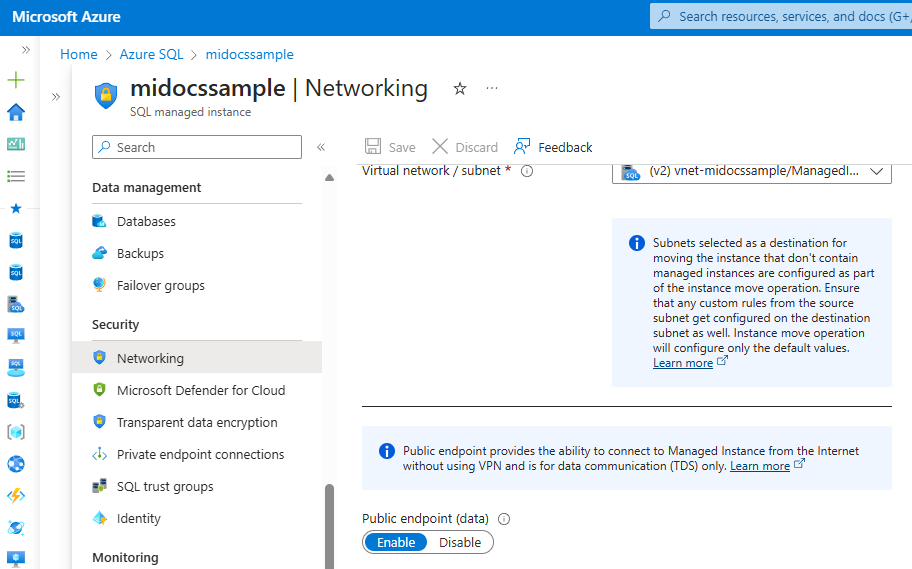 Microsoft Azure
Search resources, services, and docs (G+/
Home > Azure SQL > midocssample
midocssample | Networking
SQL managed instance
Search
Save
Discard
Feedback
Data management
Databases
Backups
Failover groups
Security
Networking
Microsoft Defender for Cloud
Transparent data encryption
Private endpoint connections
SQL trust groups
Identity
Monitoring
Virtual network / subnet *
(v2) vnet-midocssample/ManagedI...
Subnets selected as a destination for
moving the instance that don't contain
managed instances are configured as part
of the instance move operation. Ensure
that any custom rules from the source
subnet get configured on the destination
subnet as well. Instance move operation
will configure only the default values.
Learn more
Public endpoint provides the ability to connect to Managed Instance from the Internet
without using VPN and is for data communication (TDS) only. Learn more
Public endpoint (data)
Enable
Disable